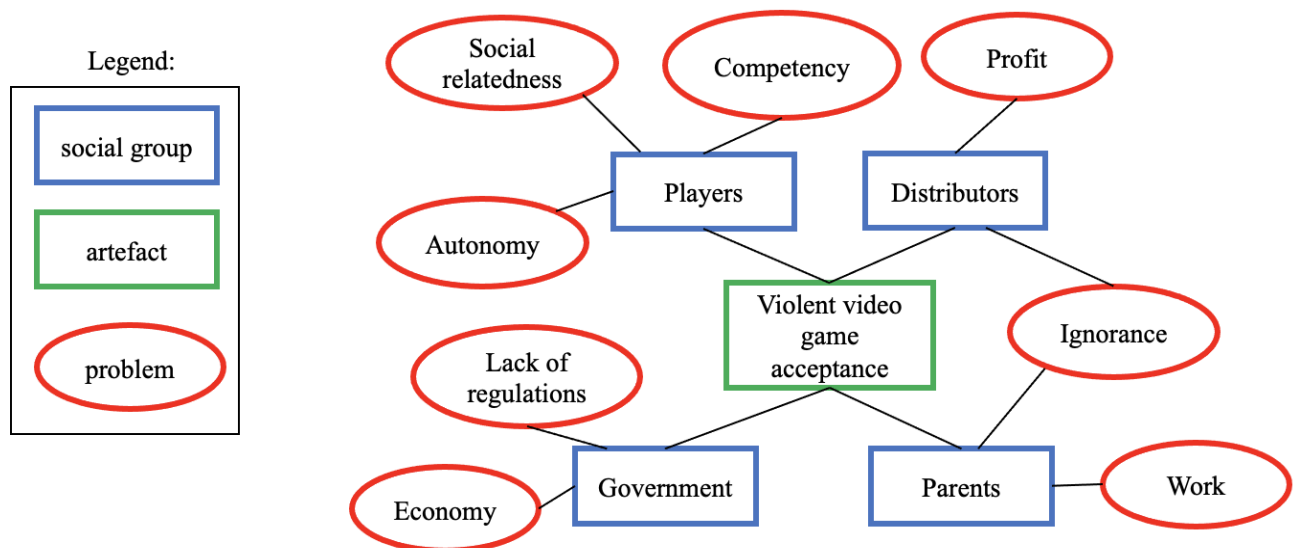 Legend:
social group
artefact
problem
Social
relatedness
Competency
Profit
Players
Distributors
Autonomy
Violent video
game
acceptance
Ignorance
Lack of
regulations
Government
Parents
Economy
Work